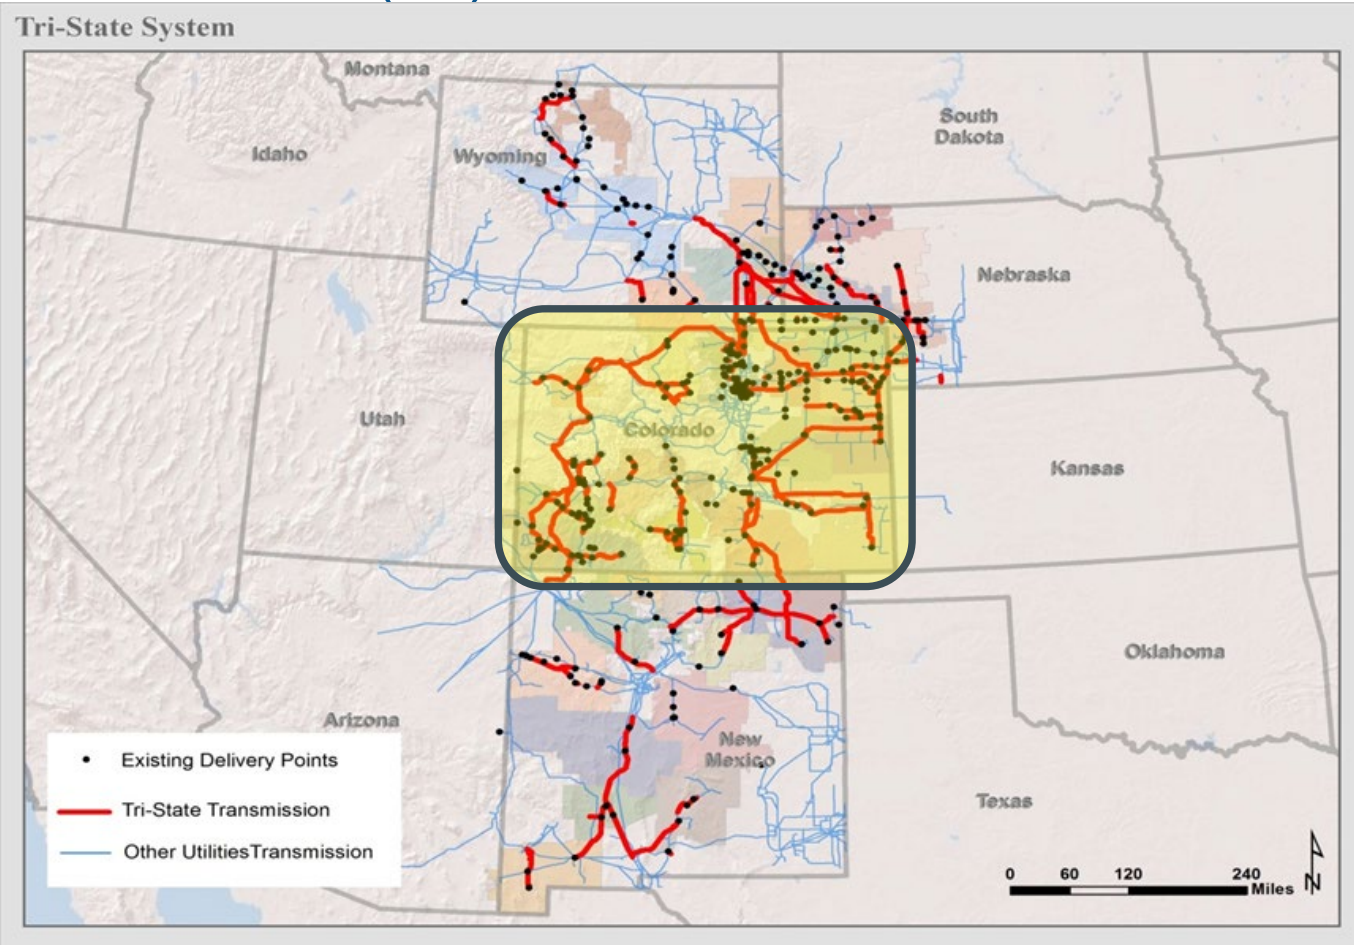 Tri-State System
Montana
South
Dakota
Idaho
Wyoming
Nebraska
Utah
Colorado
Kansas
Oklahoma
Arizona
New
Mexico
Texas
Existing Delivery Points
Tri-State Transmission
Other UtilitiesTransmission
0 60 120 240
Miles
N